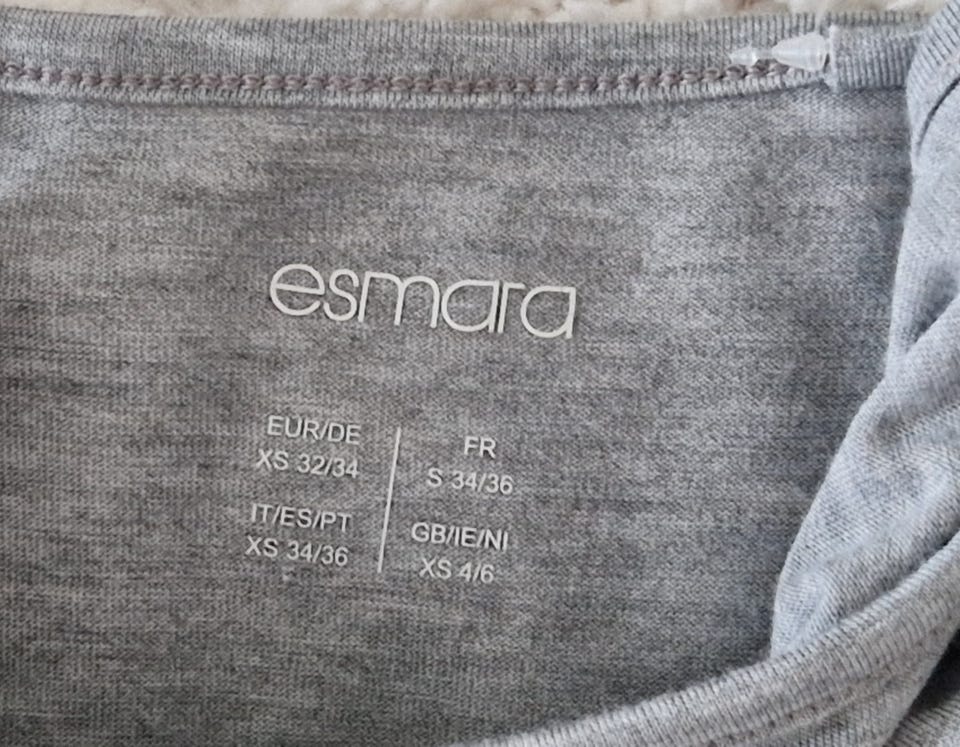 esmara
EUR/DE
XS 32/34
FR
S 34/36
IT/ES/PT
XS 34/36
GB/IE/NI
XS 4/6